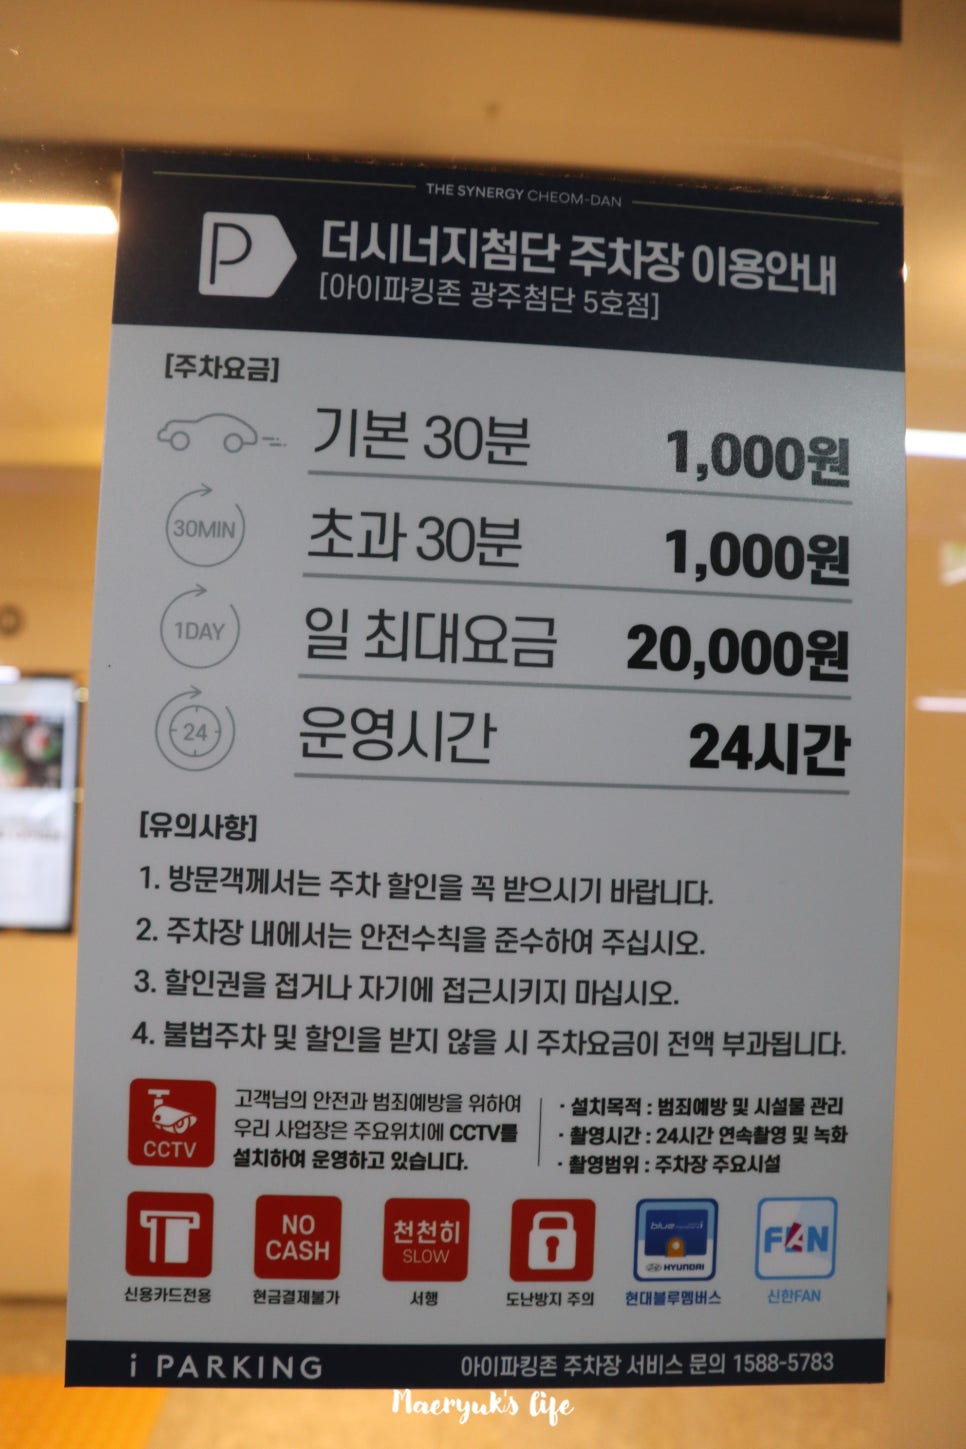 THE SYNERGY CHEOM-DAN
P
더시너지첨단 주차장 이용안내
[아이파킹존 광주첨단 5호점]
[주차요금]
기본 30분 1,000원
30MIN 초과 30분 1,000원
1DAY 일 최대요금 20,000원
24 운영시간 24시간
[유의사항]
1. 방문객께서는 주차 할인을 꼭 받으시기 바랍니다.
2. 주차장 내에서는 안전수칙을 준수하여 주십시오.
3. 할인권을 접거나 자기에 접근시키지 마십시오.
4. 불법주차 및 할인을 받지 않을 시 주차요금이 전액 부과됩니다.
CCTV
고객님의 안전과 범죄예방을 위하여
우리 사업장은 주요위치에 CCTV를
설치하여 운영하고 있습니다.
· 설치목적 : 범죄예방 및 시설물 관리
· 촬영시간 : 24시간 연속촬영 및 녹화
· 촬영범위 : 주차장 주요시설
신용카드전용
NO
CASH
현금결제불가
천천히
SLOW
서행
도난방지 주의
blue
HYUNDAI
현대블루멤버스
FAN
신한FAN
i PARKING
아이파킹존 주차장 서비스 문의 1588-5783
Maeryuk's life